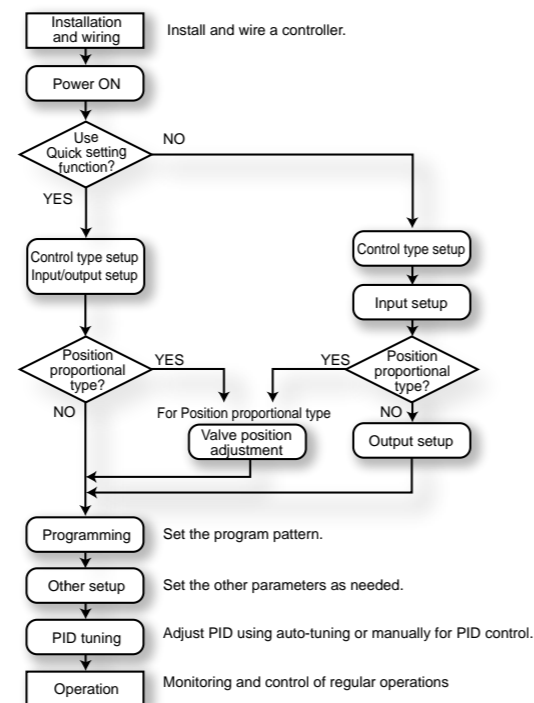 Installation
and wiring
Install and wire a controller.
Power ON
Use
Quick setting
function?
NO
YES
Control type setup
Input/output setup
Control type setup
Input setup
Position
proportional
type?
YES
YES
Position
proportional
type?
NO
For Position proportional type
NO
Valve position
adjustment
Output setup
Programming
Set the program pattern.
Other setup
Set the other parameters as needed.
PID tuning
Adjust PID using auto-tuning or manually for PID control.
Operation
Monitoring and control of regular operations